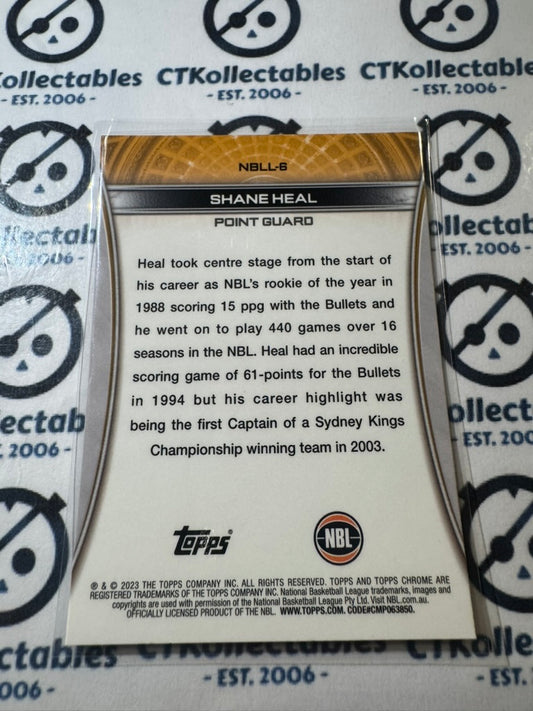 CTKollectables
- EST. 2006 -
NBLL-6
SHANE HEAL
POINT GUARD
Heal took centre stage from the start of
his career as NBL's rookie of the year in
1988 scoring 15 ppg with the Bullets and
he went on to play 440 games over 16
seasons in the NBL. Heal had an incredible
scoring game of 61-points for the Bullets
in 1994 but his career highlight was
being the first Captain of a Sydney Kings
Championship winning team in 2003.
topps®
NBL
® & © 2023 THE TOPPS COMPANY INC. ALL RIGHTS RESERVED. TOPPS AND TOPPS CHROME ARE
REGISTERED TRADEMARKS OF THE TOPPS COMPANY INC. National Basketball League trademarks, images and
copyrights are used with permission of the National Basketball League Pty Ltd. Visit NBL.com.au.
OFFICIALLY LICENSED PRODUCT OF THE NBL. WWW.TOPPS.COM. CODE#CMP063850.
- EST. 2006 -